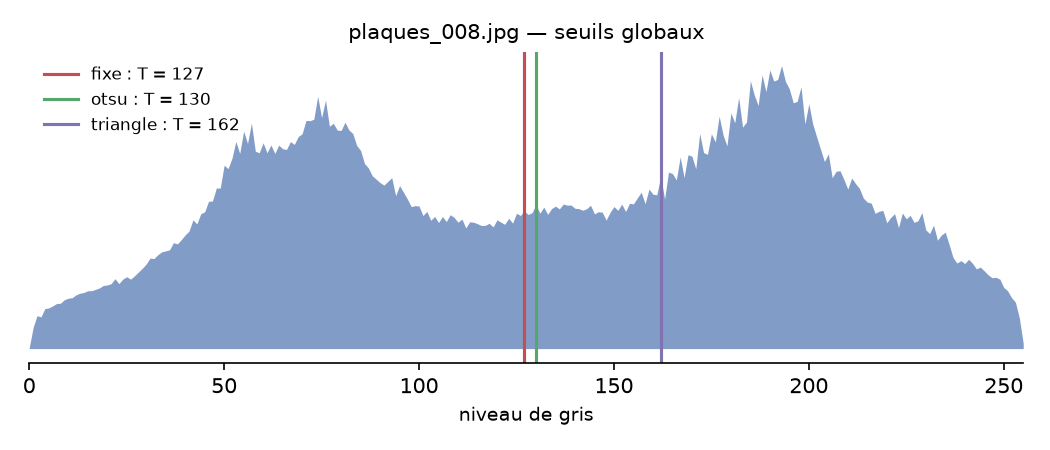 plaques_008.jpg — seuils globaux
fixe : T = 127
otsu : T = 130
triangle : T = 162
0 50 100 150 200 250
niveau de gris